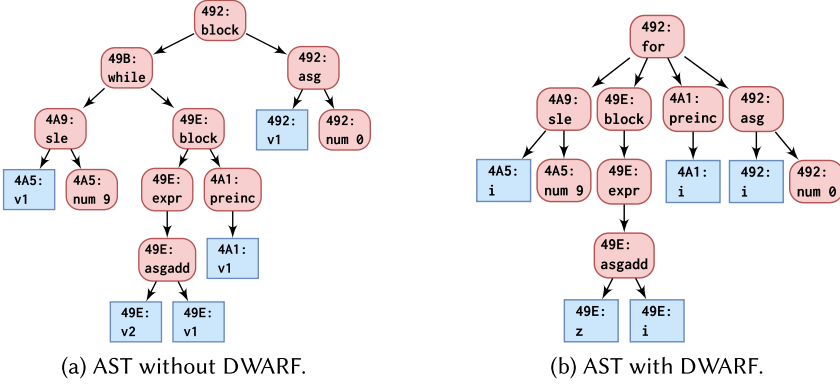 492:
block
49B:
while
492:
asg
4A9:
sle
49E:
block
492:
v1
492:
num 0
4A5:
v1
4A5:
num 9
49E:
expr
4A1:
preinc
49E:
asgadd
4A1:
v1
49E:
v2
49E:
v1
(a) AST without DWARF.
492:
for
4A9:
sle
49E:
block
4A1:
preinc
492:
asg
4A5:
i
4A5:
num 9
49E:
expr
4A1:
i
492:
i
492:
num 0
49E:
asgadd
49E:
z
49E:
i
(b) AST with DWARF.